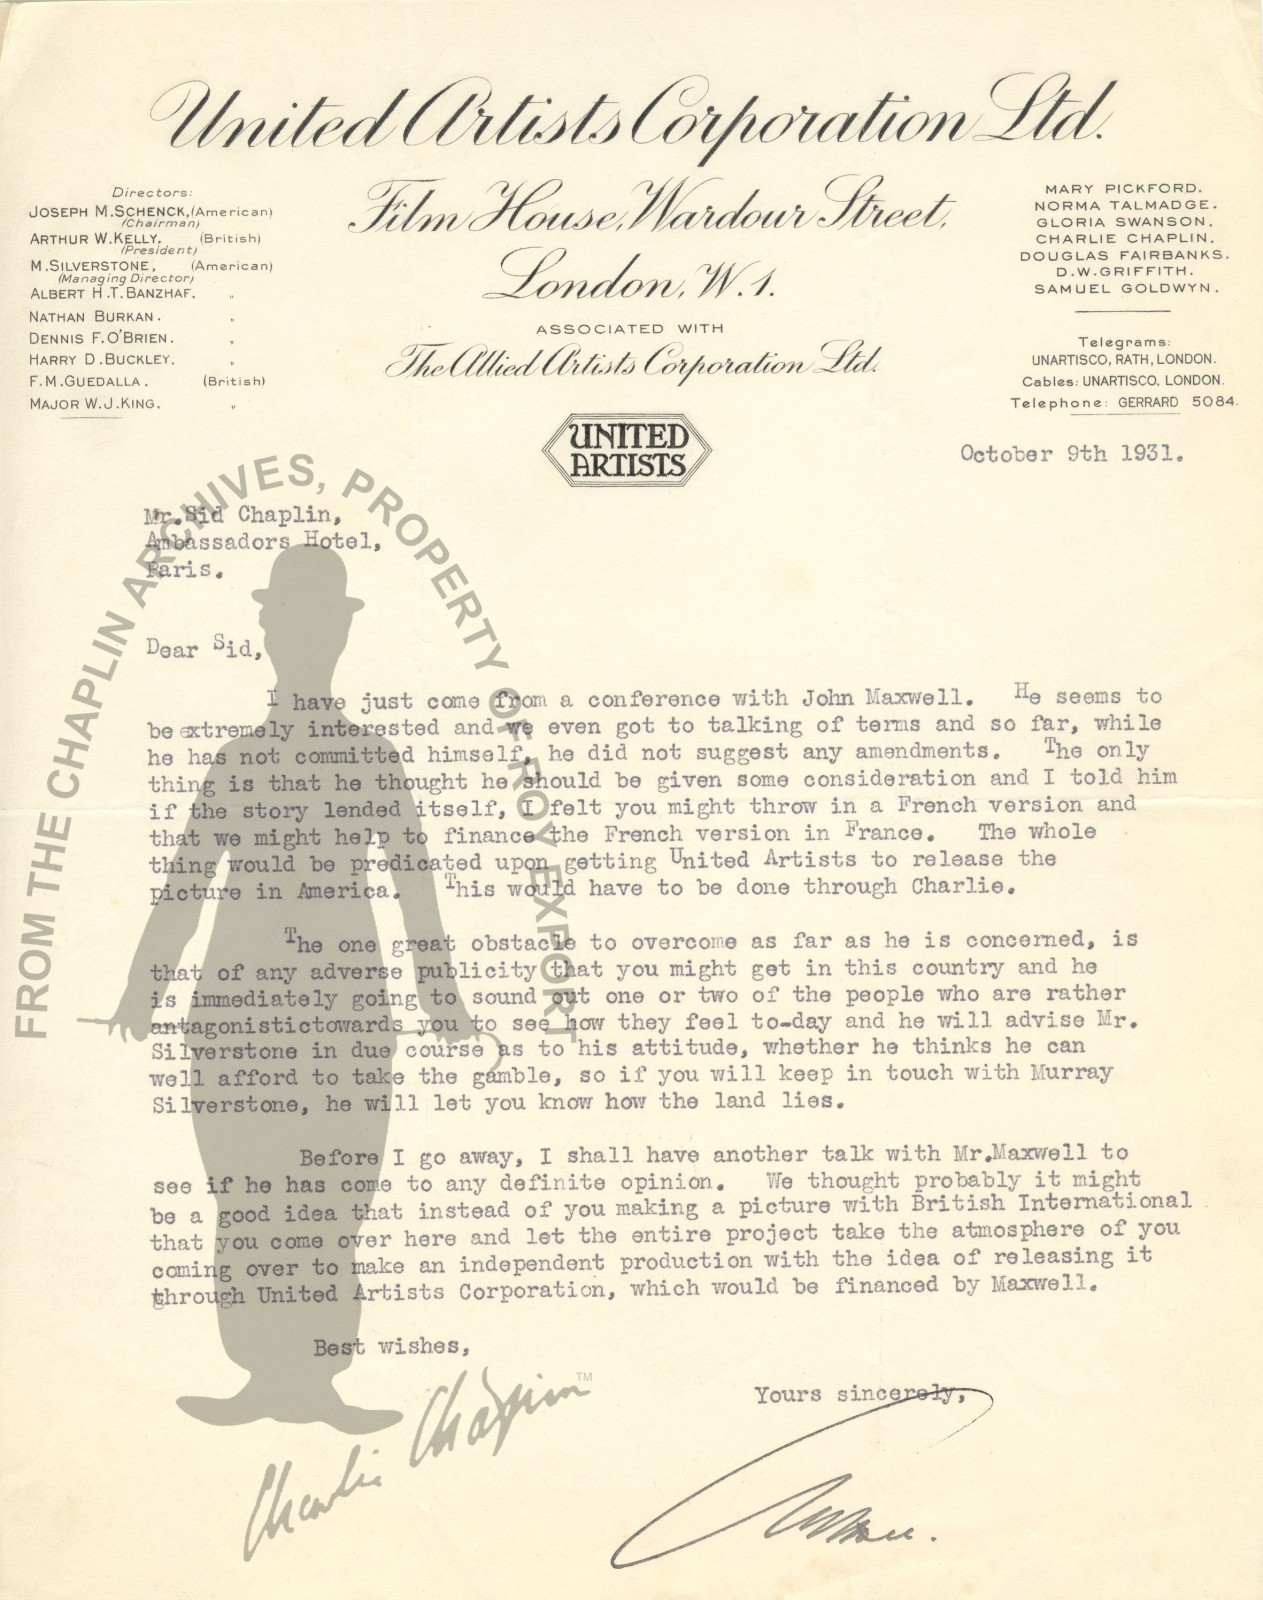 United Artists Corporation Ltd.
Film House, Wardour Street,
London, W.1.
ASSOCIATED WITH
The Allied Artists Corporation Ltd.
UNITED
ARTISTS
Directors:
JOSEPH M. SCHENCK, (American)
(Chairman)
ARTHUR W. KELLY, (British)
(President)
M. SILVERSTONE, (American)
(Managing Director)
ALBERT H.T. BANZHAF. "
NATHAN BURKAN. "
DENNIS F. O'BRIEN. "
HARRY D. BUCKLEY. "
F. M. GUEDALLA. (British)
MAJOR W. J. KING. "
MARY PICKFORD.
NORMA TALMADGE.
GLORIA SWANSON.
CHARLIE CHAPLIN.
DOUGLAS FAIRBANKS.
D.W. GRIFFITH.
SAMUEL GOLDWYN.
Telegrams:
UNARTISCO, RATH, LONDON.
Cables: UNARTISCO, LONDON.
Telephone: GERRARD 5084.
October 9th 1931.
Mr. Sid Chaplin,
Ambassadors Hotel,
Paris.
Dear Sid,
I have just come from a conference with John Maxwell. He seems to
be extremely interested and we even got to talking of terms and so far, while
he has not committed himself, he did not suggest any amendments. The only
thing is that he thought he should be given some consideration and I told him
if the story lended itself, I felt you might throw in a French version and
that we might help to finance the French version in France. The whole
thing would be predicated upon getting United Artists to release the
picture in America. This would have to be done through Charlie.
The one great obstacle to overcome as far as he is concerned, is
that of any adverse publicity that you might get in this country and he
is immediately going to sound out one or two of the people who are rather
antagonistictowards you to see how they feel to-day and he will advise Mr.
Silverstone in due course as to his attitude, whether he thinks he can
well afford to take the gamble, so if you will keep in touch with Murray
Silverstone, he will let you know how the land lies.
Before I go away, I shall have another talk with Mr.Maxwell to
see if he has come to any definite opinion. We thought probably it might
be a good idea that instead of you making a picture with British International
that you come over here and let the entire project take the atmosphere of you
coming over to make an independent production with the idea of releasing it
through United Artists Corporation, which would be financed by Maxwell.
Best wishes,
Yours sincerely,
FROM THE CHAPLIN ARCHIVES, PROPERTY OF ROY EXPORT
Charlie Chaplin TM